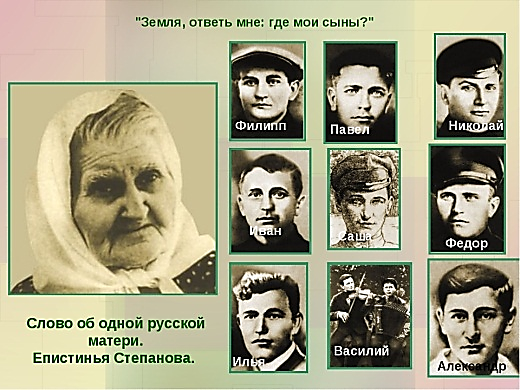 "Земля, ответь мне: где мои сыны?"
Филипп
Павел
Николай
Иван
Саша
Федор
Илья
Василий
Александр
Слово об одной русской
матери.
Епистинья Степанова.